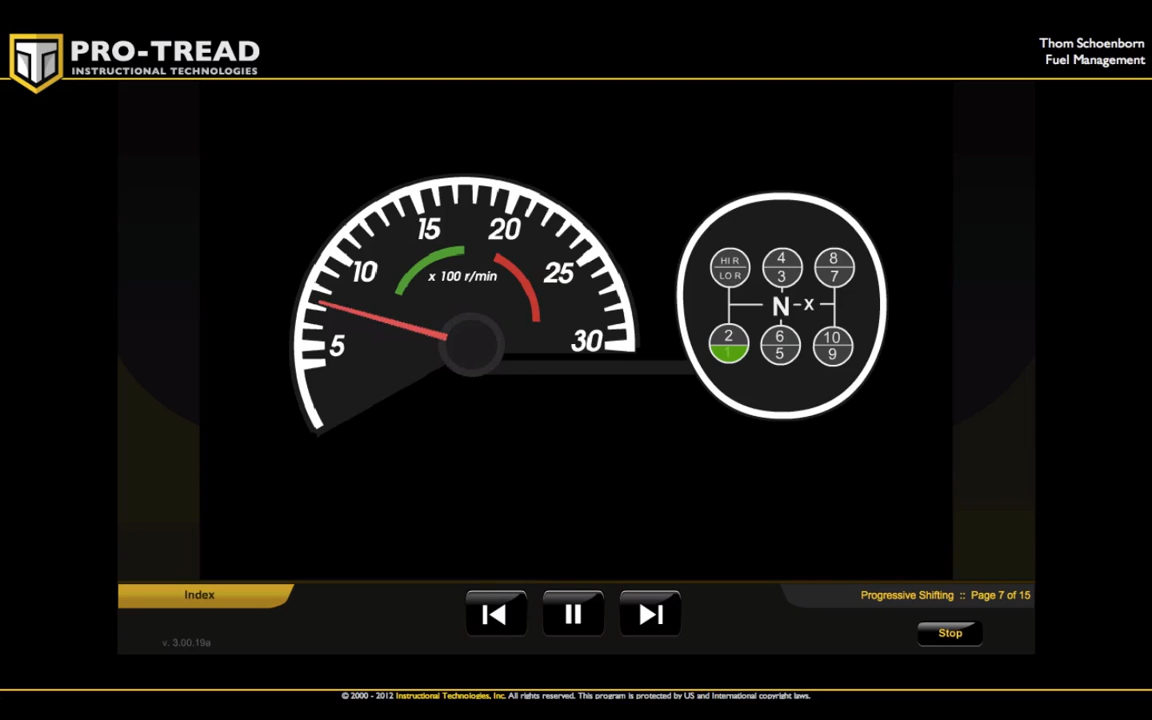 PRO-TREAD
INSTRUCTIONAL TECHNOLOGIES
Thom Schoenborn
Fuel Management
5
10
15
20
25
30
x 100 r/min
HI R
LO R
4
3
8
7
N-x
2
1
6
5
10
9
Index
Progressive Shifting :: Page 7 of 15
Stop
v. 3.00.19a
© 2000 - 2012 Instructional Technologies, Inc. All rights reserved. This program is protected by US and International copyright laws.